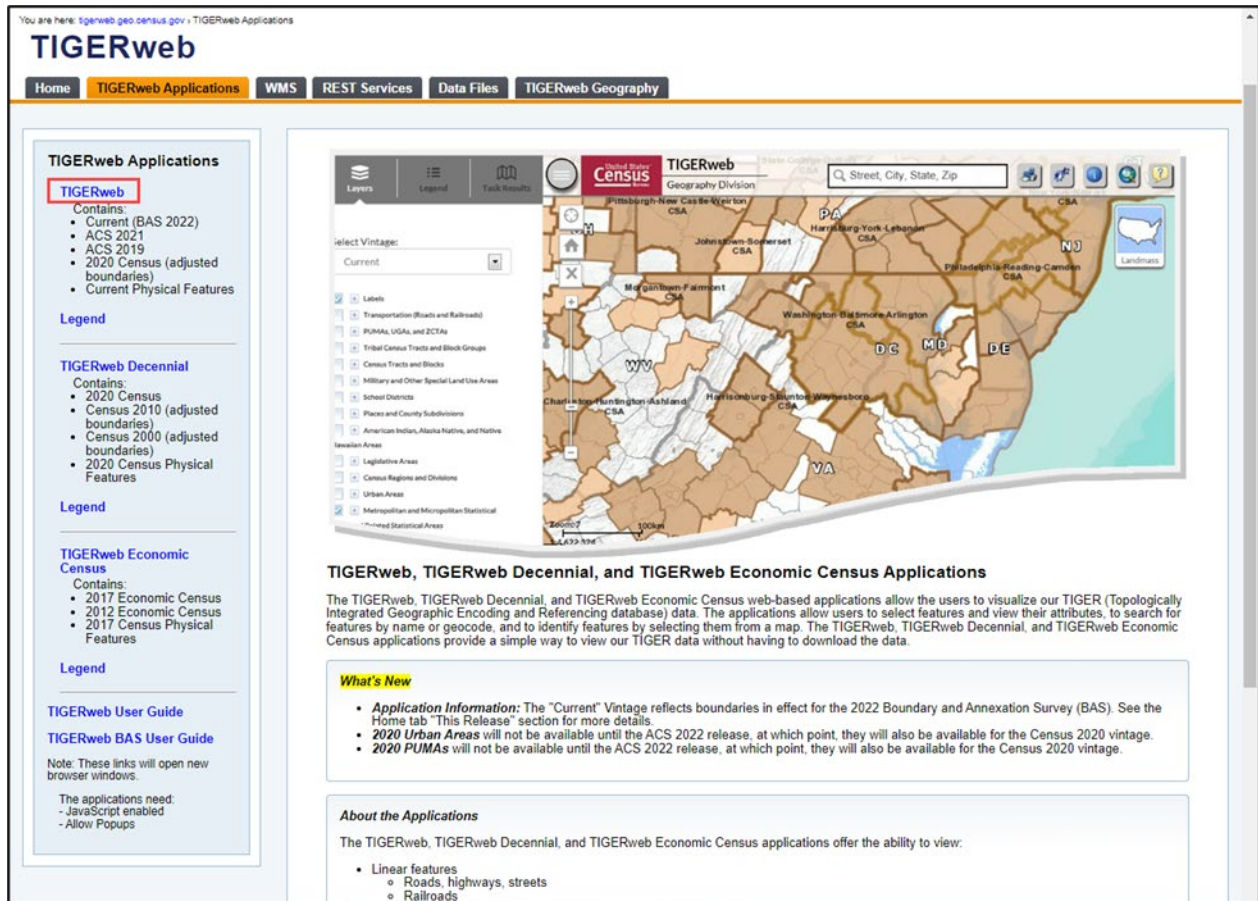 You are here: tigerweb.geo.census.gov › TIGERweb Applications
TIGERweb
Home TIGERweb Applications WMS REST Services Data Files TIGERweb Geography
TIGERweb Applications
TIGERweb
Contains:
• Current (BAS 2022)
• ACS 2021
• ACS 2019
• 2020 Census (adjusted
boundaries)
• Current Physical Features
Legend
TIGERweb Decennial
Contains:
• 2020 Census
• Census 2010 (adjusted
boundaries)
• Census 2000 (adjusted
boundaries)
• 2020 Census Physical
Features
Legend
TIGERweb Economic
Census
Contains:
• 2017 Economic Census
• 2012 Economic Census
• 2017 Census Physical
Features
Legend
TIGERweb User Guide
TIGERweb BAS User Guide
Note: These links will open new
browser windows.
The applications need:
- JavaScript enabled
- Allow Popups
Layers Legend Task Results
United States Census Bureau
TIGERweb
Geography Division
Street, City, State, Zip
Landmass
elect Vintage:
Current
Labels
Transportation (Roads and Railroads)
PUMAs, UGAs, and ZCTAs
Tribal Census Tracts and Block Groups
Census Tracts and Blocks
Military and Other Special Land Use Areas
School Districts
Places and County Subdivisions
American Indian, Alaska Native, and Native
awaiian Areas
Legislative Areas
Census Regions and Divisions
Urban Areas
Metropolitan and Micropolitan Statistical
Related Statistical Areas
CSA
Pittsburgh-New Castle-Weirton
CSA
PA
Harrisburg-York-Lebanon
CSA
OH
Johnstown-Somerset
CSA
NJ
Philadelphia-Reading-Camden
CSA
Morgantown-Fairmont
CSA
Washington-Baltimore-Arlington
CSA
DC MD DE
WV
Charleston-Huntington-Ashland
CSA
Harrisonburg-Staunton-Waynesboro
CSA
VA
100km
TIGERweb, TIGERweb Decennial, and TIGERweb Economic Census Applications
The TIGERweb, TIGERweb Decennial, and TIGERweb Economic Census web-based applications allow the users to visualize our TIGER (Topologically
Integrated Geographic Encoding and Referencing database) data. The applications allow users to select features and view their attributes, to search for
features by name or geocode, and to identify features by selecting them from a map. The TIGERweb, TIGERweb Decennial, and TIGERweb Economic
Census applications provide a simple way to view our TIGER data without having to download the data.
What's New
• Application Information: The "Current" Vintage reflects boundaries in effect for the 2022 Boundary and Annexation Survey (BAS). See the
Home tab "This Release" section for more details.
• 2020 Urban Areas will not be available until the ACS 2022 release, at which point, they will also be available for the Census 2020 vintage.
• 2020 PUMAs will not be available until the ACS 2022 release, at which point, they will also be available for the Census 2020 vintage.
About the Applications
The TIGERweb, TIGERweb Decennial, and TIGERweb Economic Census applications offer the ability to view:
• Linear features
o Roads, highways, streets
o Railroads